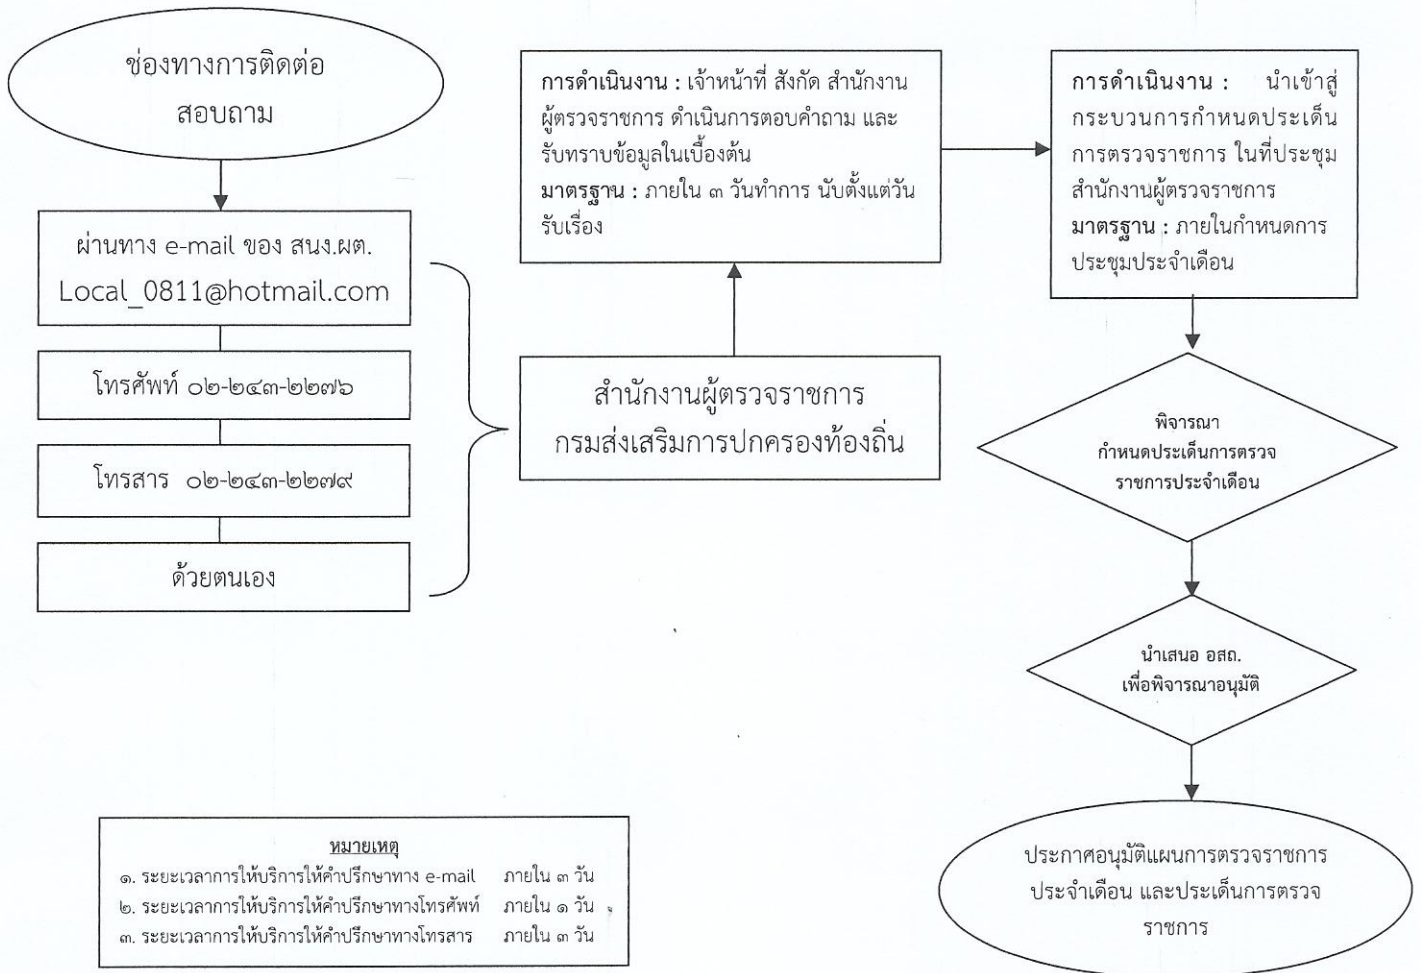 ช่องทางการติดต่อ
สอบถาม
ผ่านทาง e-mail ของ สนง.ผต.
Local_0811@hotmail.com
โทรศัพท์ ๐๒-๒๔๓-๒๒๗๖
โทรสาร ๐๒-๒๔๓-๒๒๗๙
ด้วยตนเอง
สำนักงานผู้ตรวจราชการ
กรมส่งเสริมการปกครองท้องถิ่น
การดำเนินงาน : เจ้าหน้าที่ สังกัด สำนักงาน
ผู้ตรวจราชการ ดำเนินการตอบคำถาม และ
รับทราบข้อมูลในเบื้องต้น
มาตรฐาน : ภายใน ๓ วันทำการ นับตั้งแต่วัน
รับเรื่อง
การดำเนินงาน : นำเข้าสู่
กระบวนการกำหนดประเด็น
การตรวจราชการ ในที่ประชุม
สำนักงานผู้ตรวจราชการ
มาตรฐาน : ภายในกำหนดการ
ประชุมประจำเดือน
พิจารณา
กำหนดประเด็นการตรวจ
ราชการประจำเดือน
นำเสนอ อสถ.
เพื่อพิจารณาอนุมัติ
ประกาศอนุมัติแผนการตรวจราชการ
ประจำเดือน และประเด็นการตรวจ
ราชการ
หมายเหตุ
๑. ระยะเวลาการให้บริการให้คำปรึกษาทาง e-mail ภายใน ๓ วัน
๒. ระยะเวลาการให้บริการให้คำปรึกษาทางโทรศัพท์ ภายใน ๑ วัน
๓. ระยะเวลาการให้บริการให้คำปรึกษาทางโทรสาร ภายใน ๓ วัน